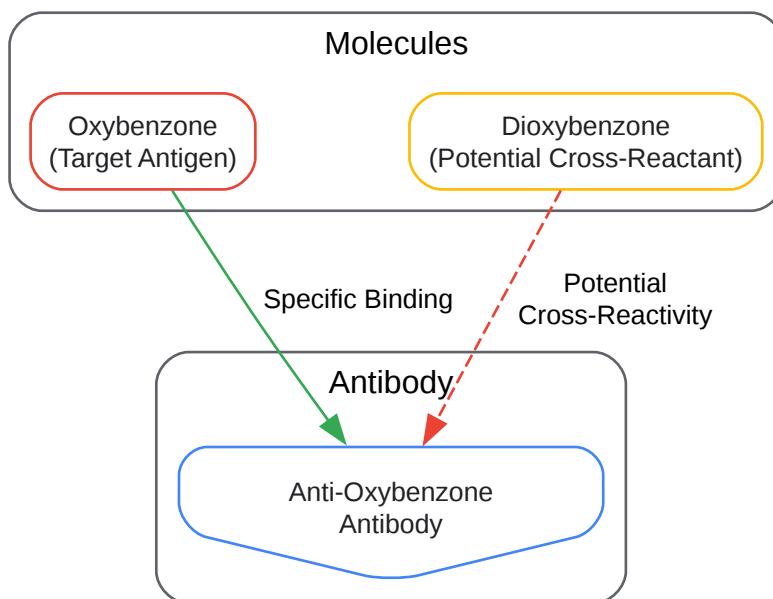 Molecules
Oxybenzone
(Target Antigen)
Dioxybenzone
(Potential Cross-Reactant)
Specific Binding
Potential
Cross-Reactivity
Antibody
Anti-Oxybenzone
Antibody